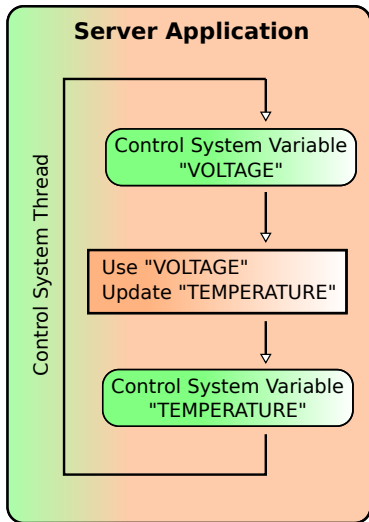 Server Application
Control System Thread
Control System Variable
"VOLTAGE"
Use "VOLTAGE"
Update "TEMPERATURE"
Control System Variable
"TEMPERATURE"